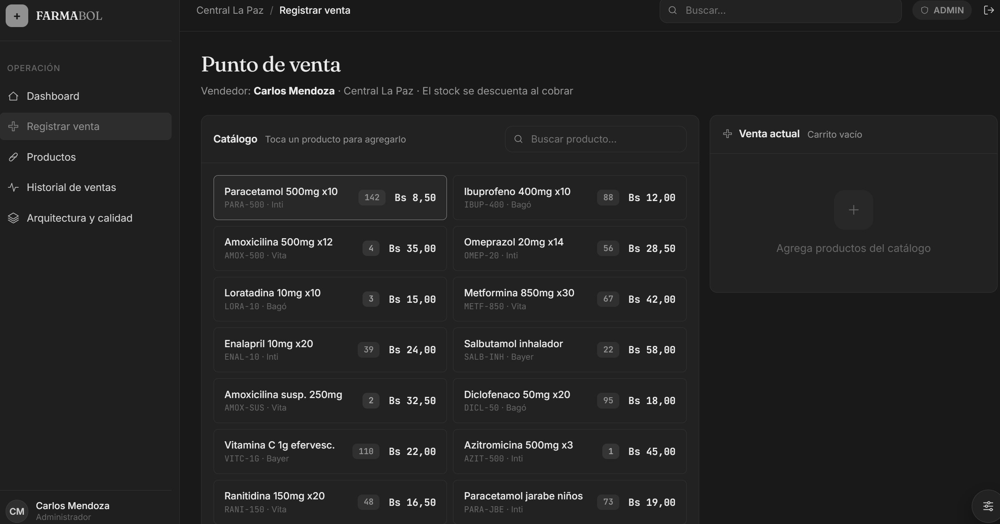 + FARMABOL
OPERACIÓN
Dashboard
Registrar venta
Productos
Historial de ventas
Arquitectura y calidad
CM
Carlos Mendoza
Administrador
Central La Paz / Registrar venta
Buscar...
ADMIN
Punto de venta
Vendedor: Carlos Mendoza · Central La Paz · El stock se descuenta al cobrar
Catálogo Toca un producto para agregarlo
Buscar producto...
Paracetamol 500mg x10
PARA-500 · Inti
142
Bs 8,50
Ibuprofeno 400mg x10
IBUP-400 · Bagó
88
Bs 12,00
Amoxicilina 500mg x12
AMOX-500 · Vita
4
Bs 35,00
Omeprazol 20mg x14
OMEP-20 · Inti
56
Bs 28,50
Loratadina 10mg x10
LORA-10 · Bagó
3
Bs 15,00
Metformina 850mg x30
METF-850 · Vita
67
Bs 42,00
Enalapril 10mg x20
ENAL-10 · Inti
39
Bs 24,00
Salbutamol inhalador
SALB-INH · Bayer
22
Bs 58,00
Amoxicilina susp. 250mg
AMOX-SUS · Vita
2
Bs 32,50
Diclofenaco 50mg x20
DICL-50 · Bagó
95
Bs 18,00
Vitamina C 1g efervesc.
VITC-1G · Bayer
110
Bs 22,00
Azitromicina 500mg x3
AZIT-500 · Inti
1
Bs 45,00
Ranitidina 150mg x20
RANI-150 · Vita
48
Bs 16,50
Paracetamol jarabe niños
PARA-JBE · Inti
73
Bs 19,00
Venta actual Carrito vacío
Agrega productos del catálogo